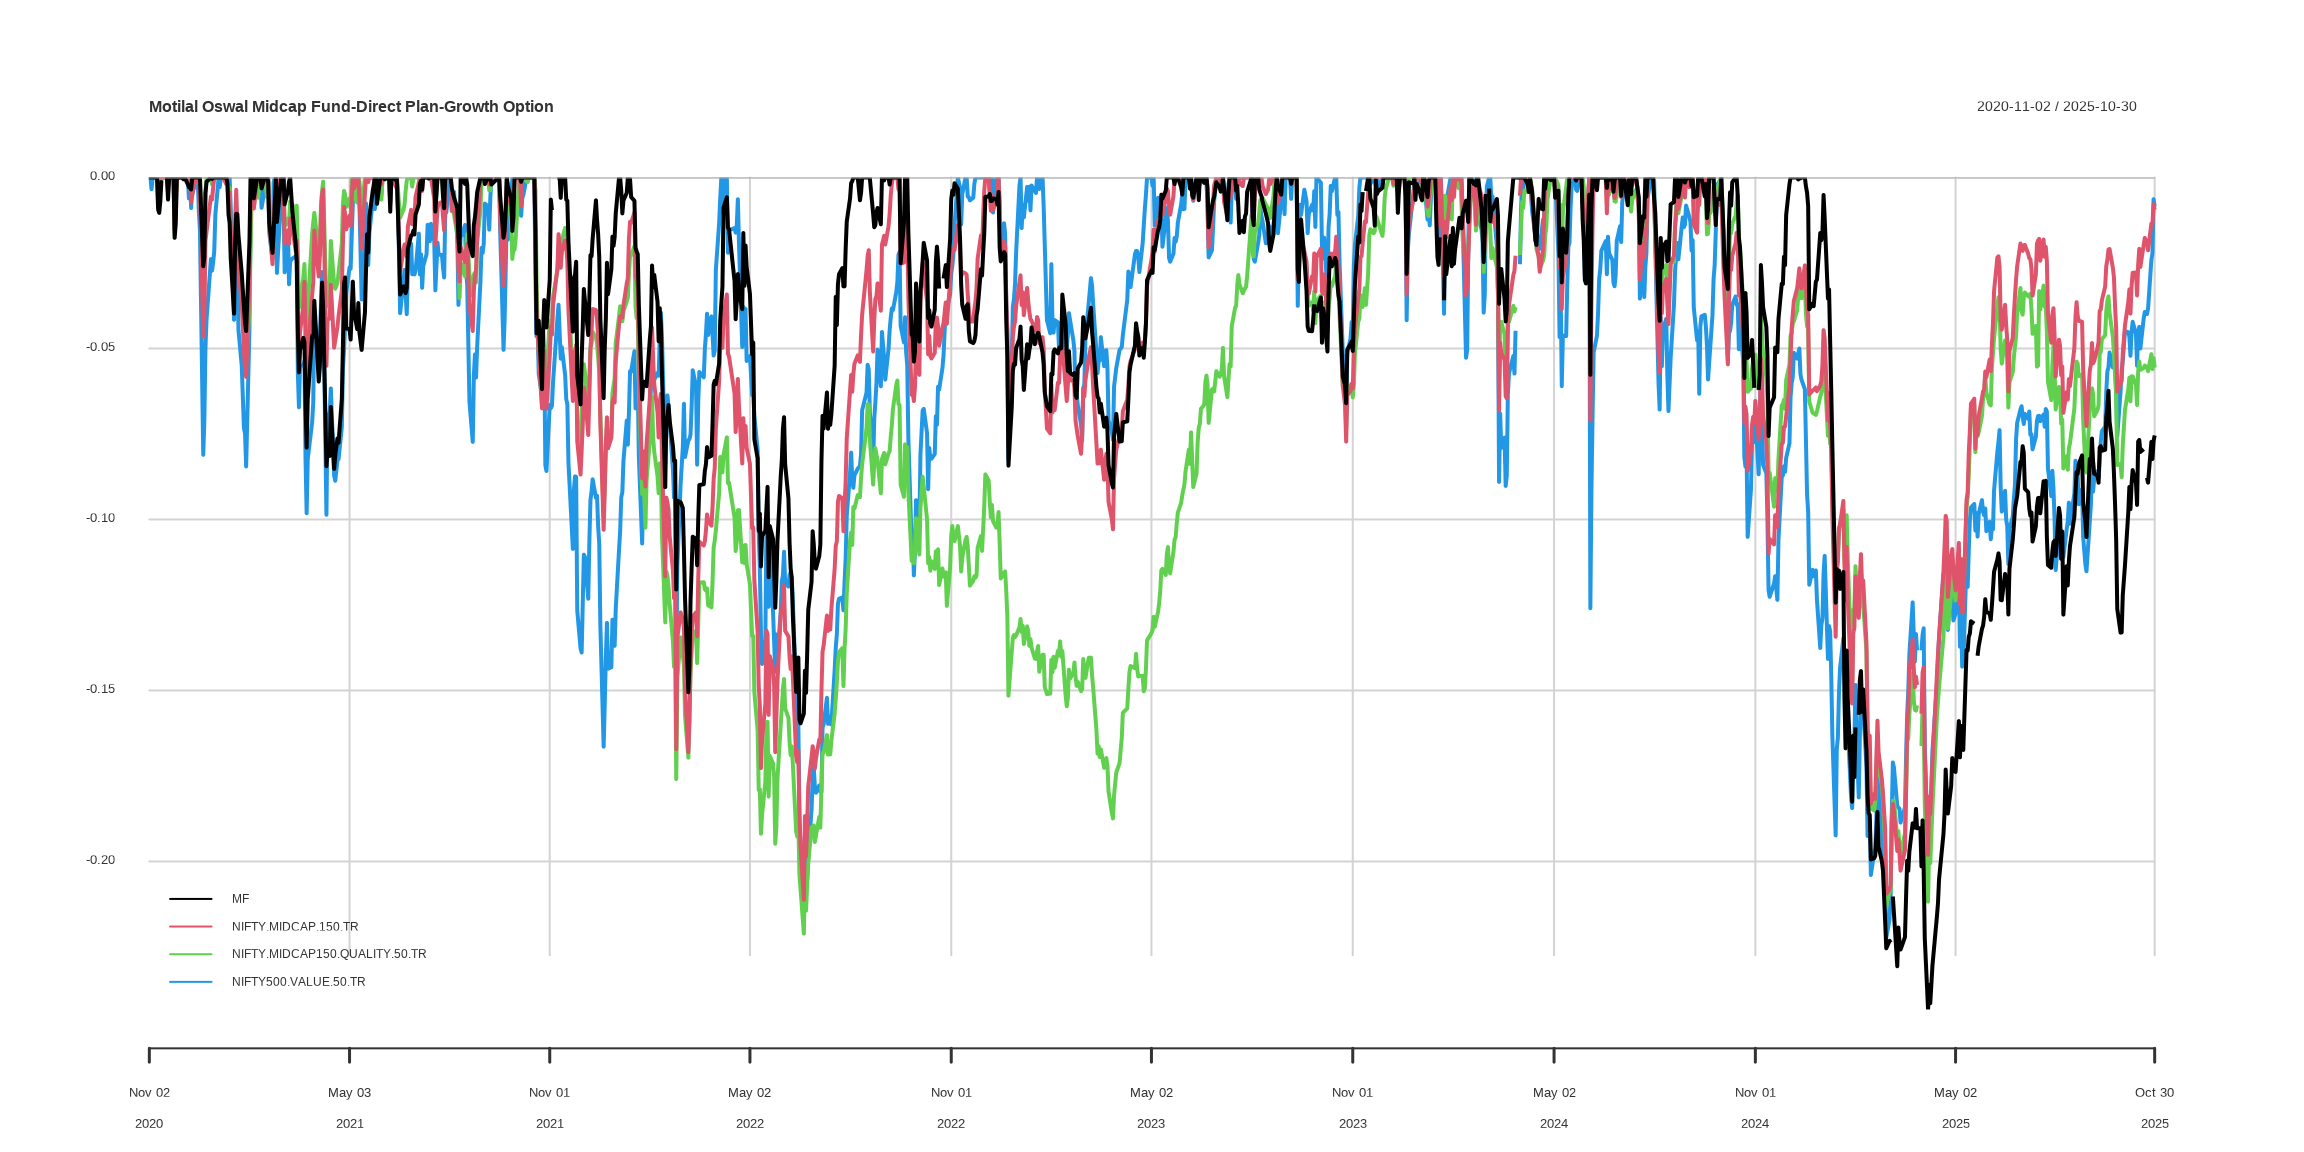 Motilal Oswal Midcap Fund-Direct Plan-Growth Option
2020-11-02 / 2025-10-30
0.00
-0.05
-0.10
-0.15
-0.20
MF
NIFTY.MIDCAP.150.TR
NIFTY.MIDCAP150.QUALITY.50.TR
NIFTY500.VALUE.50.TR
Nov 02 May 03 Nov 01 May 02 Nov 01 May 02 Nov 01 May 02 Nov 01 May 02 Oct 30
2020 2021 2021 2022 2022 2023 2023 2024 2024 2025 2025